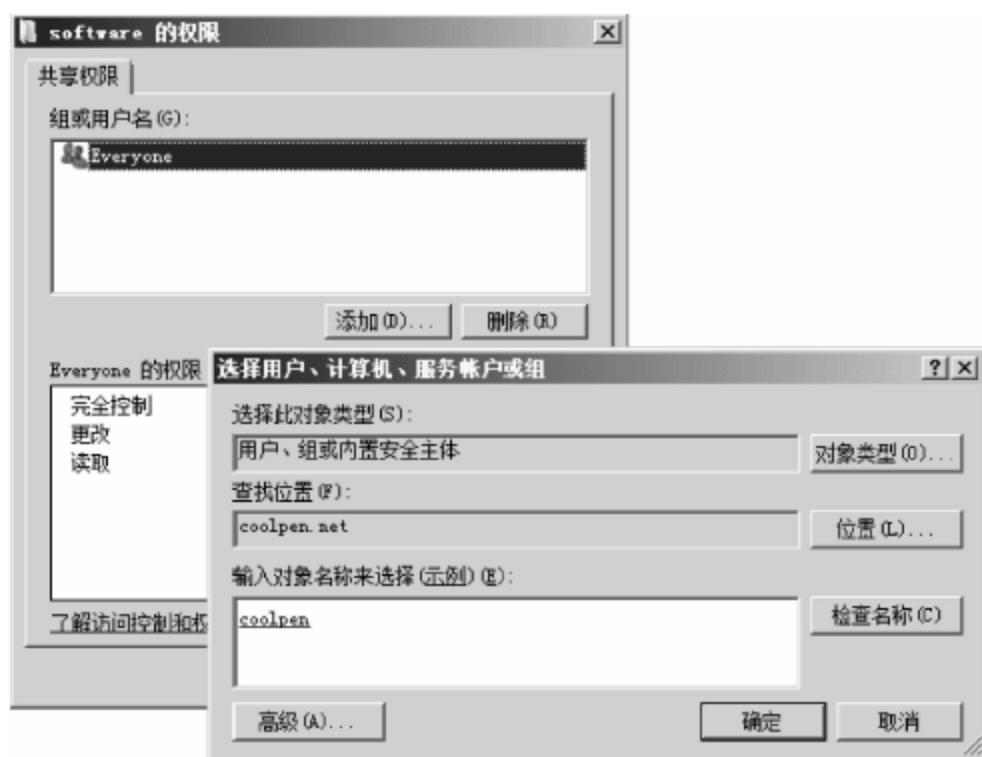 software 的权限
共享权限
组或用户名(G):
Everyone
添加(D)...
删除(R)
Everyone 的权限
完全控制
更改
读取
了解访问控制和权
选择用户、计算机、服务帐户或组
选择此对象类型(S):
用户、组或内置安全主体
对象类型(O)...
查找位置(F):
coolpen.net
位置(L)...
输入对象名称来选择(示例)(E):
coolpen
检查名称(C)
高级(A)...
确定
取消